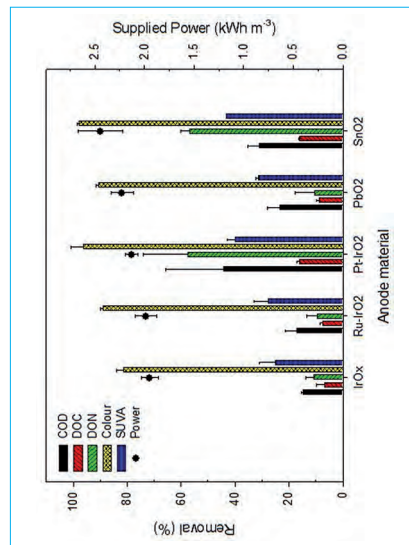 Supplied Power (kWh m⁻³)
2.5 2.0 1.5 1.0 0.5 0.0
COD
DOC
DON
Colour
SUVA
Power
IrOx
Ru-IrO2
Pt-IrO2
PbO2
SnO2
Anode material
100 80 60 40 20 0
Removal (%)